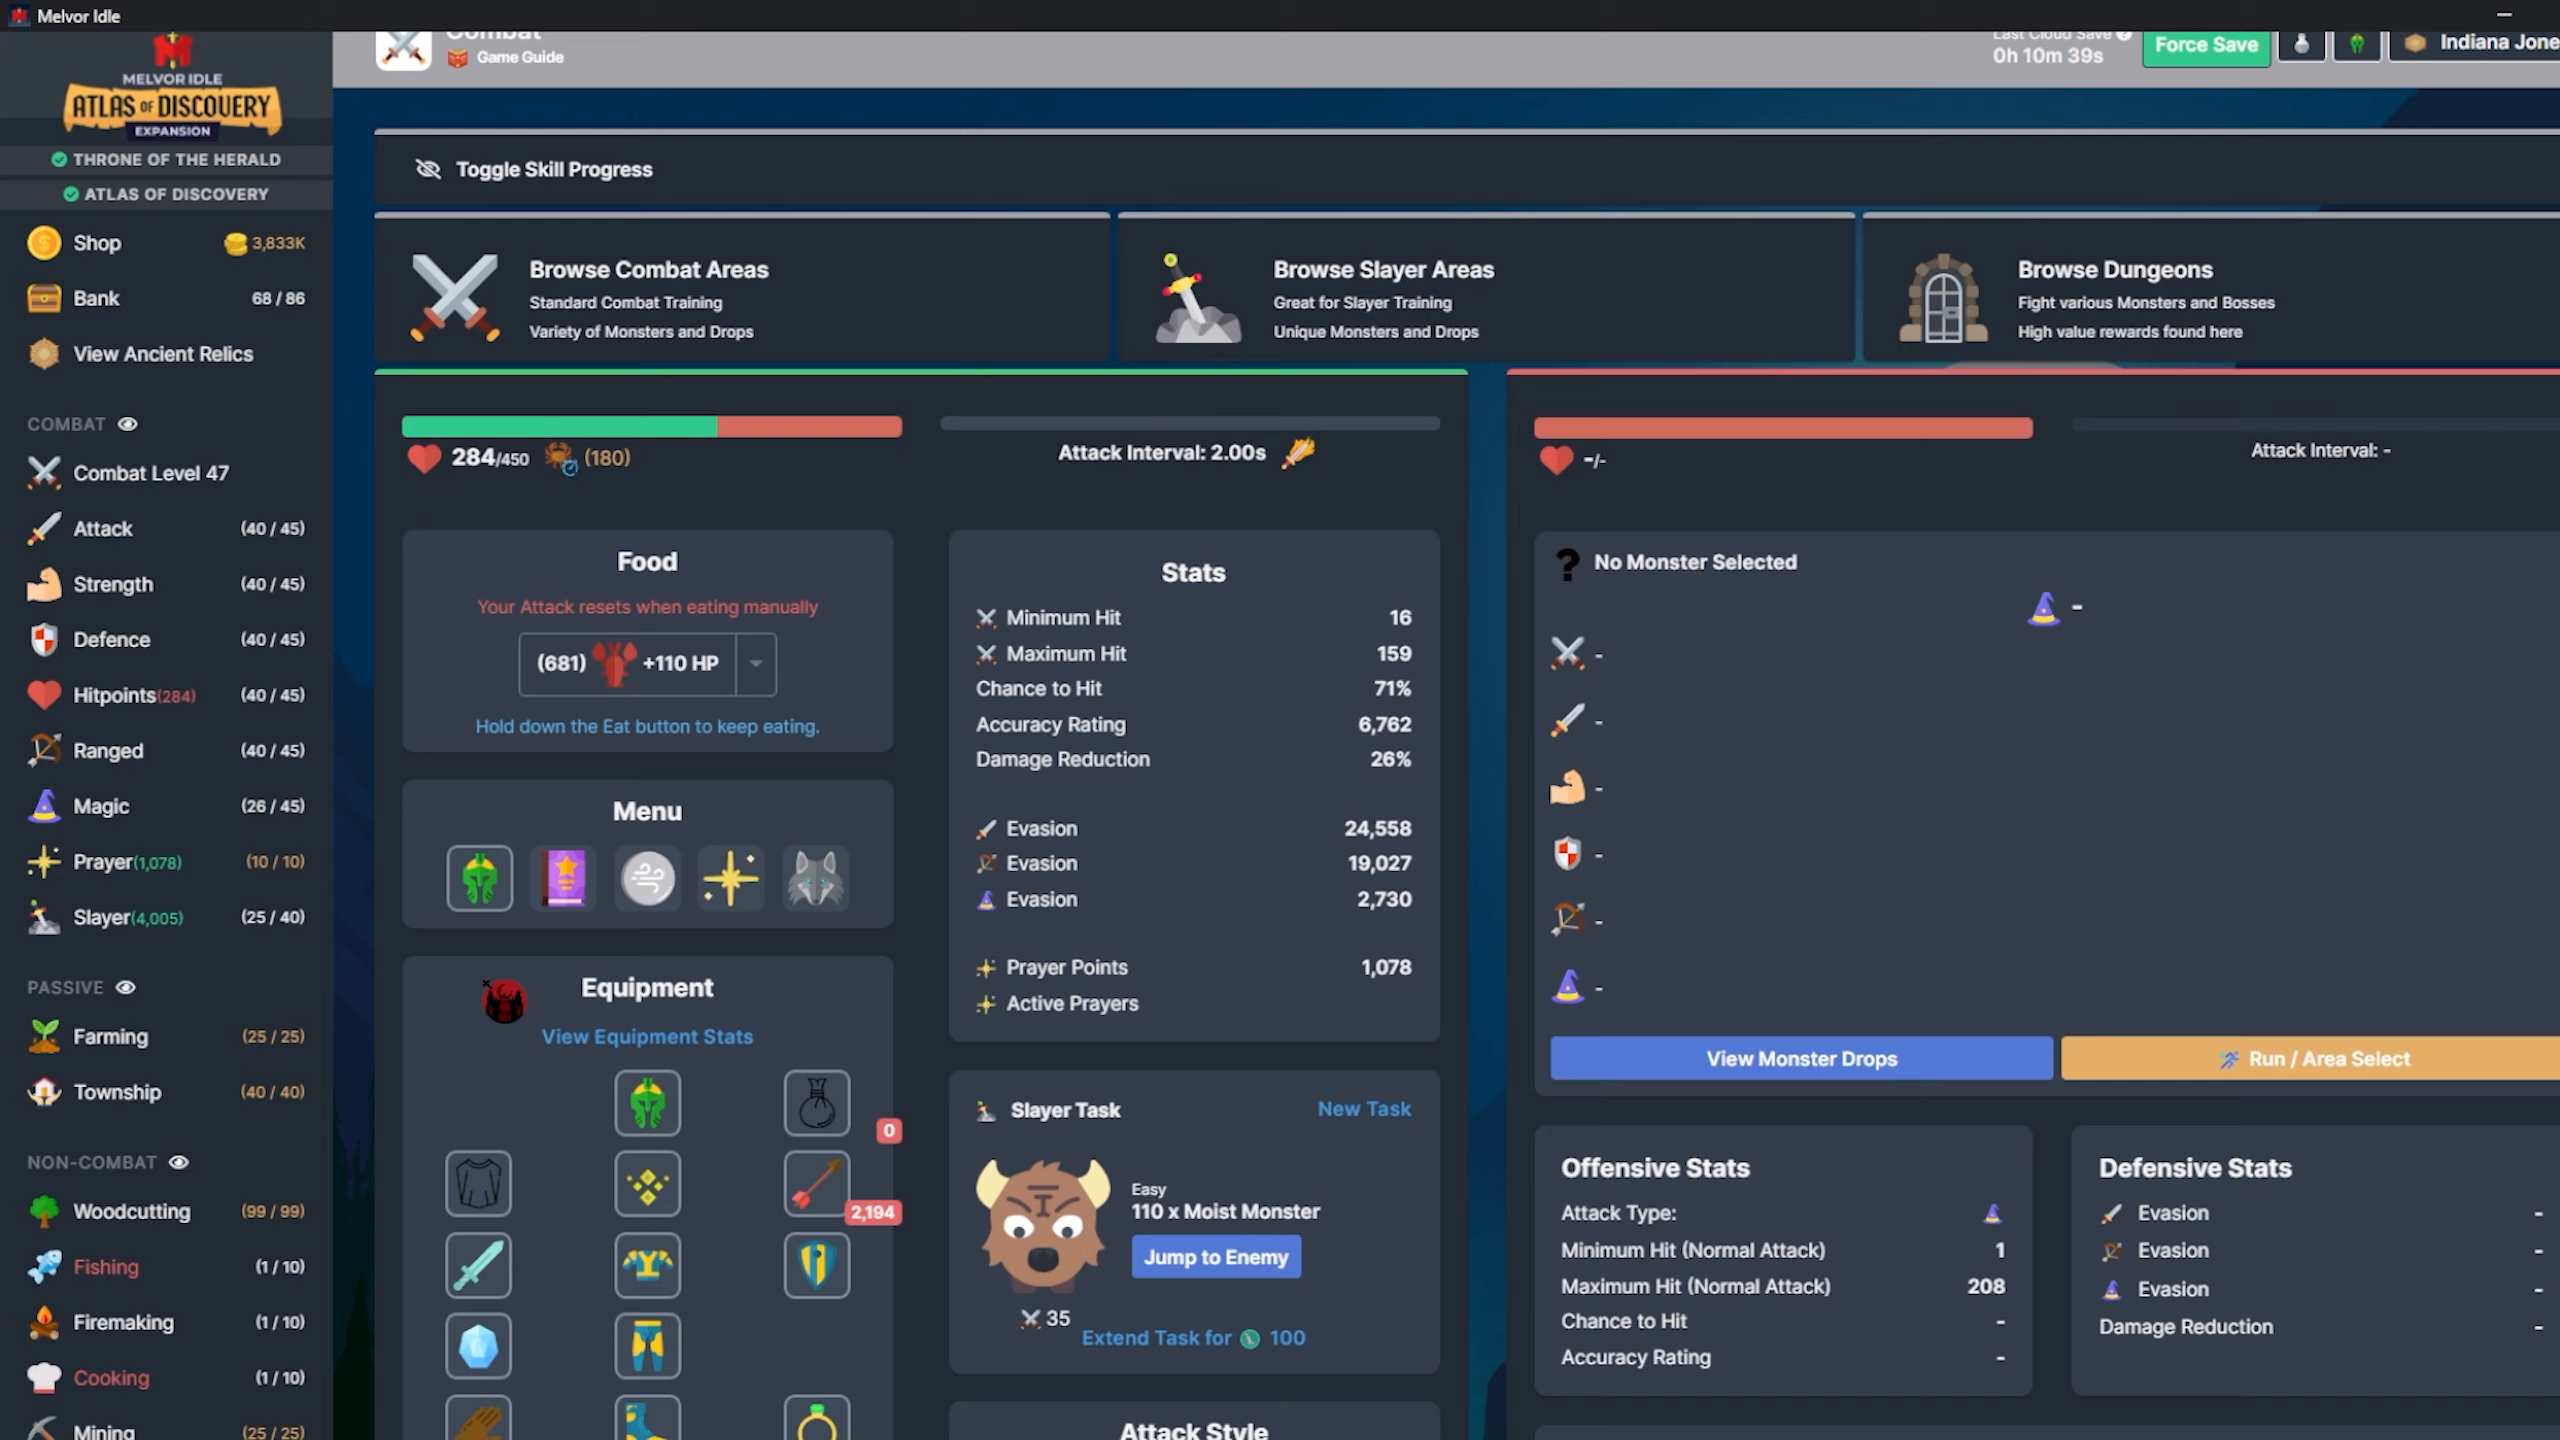 Melvor Idle
MELVOR IDLE
ATLAS OF DISCOVERY
EXPANSION
THRONE OF THE HERALD
ATLAS OF DISCOVERY
Shop 3,833K
Bank 68 / 86
View Ancient Relics
COMBAT
Combat Level 47
Attack (40 / 45)
Strength (40 / 45)
Defence (40 / 45)
Hitpoints(284) (40 / 45)
Ranged (40 / 45)
Magic (26 / 45)
Prayer(1,078) (10 / 10)
Slayer(4,005) (25 / 40)
PASSIVE
Farming (25 / 25)
Township (40 / 40)
NON-COMBAT
Woodcutting (99 / 99)
Fishing (1 / 10)
Firemaking (1 / 10)
Cooking (1 / 10)
Mining (25 / 25)
Combat
Game Guide
Last Cloud Save
0h 10m 39s
Force Save
Indiana Jone
Toggle Skill Progress
Browse Combat Areas
Standard Combat Training
Variety of Monsters and Drops
Browse Slayer Areas
Great for Slayer Training
Unique Monsters and Drops
Browse Dungeons
Fight various Monsters and Bosses
High value rewards found here
284/450 (180)
Attack Interval: 2.00s
Food
Your Attack resets when eating manually
(681) +110 HP
Hold down the Eat button to keep eating.
Menu
Equipment
View Equipment Stats
0
2,194
Stats
Minimum Hit 16
Maximum Hit 159
Chance to Hit 71%
Accuracy Rating 6,762
Damage Reduction 26%
Evasion 24,558
Evasion 19,027
Evasion 2,730
Prayer Points 1,078
Active Prayers
Slayer Task New Task
Easy
110 x Moist Monster
Jump to Enemy
35
Extend Task for 100
Attack Style
-/-
Attack Interval: -
? No Monster Selected
-
-
-
-
-
-
-
View Monster Drops
Run / Area Select
Offensive Stats
Attack Type:
Minimum Hit (Normal Attack) 1
Maximum Hit (Normal Attack) 208
Chance to Hit -
Accuracy Rating -
Defensive Stats
Evasion -
Evasion -
Evasion -
Damage Reduction -